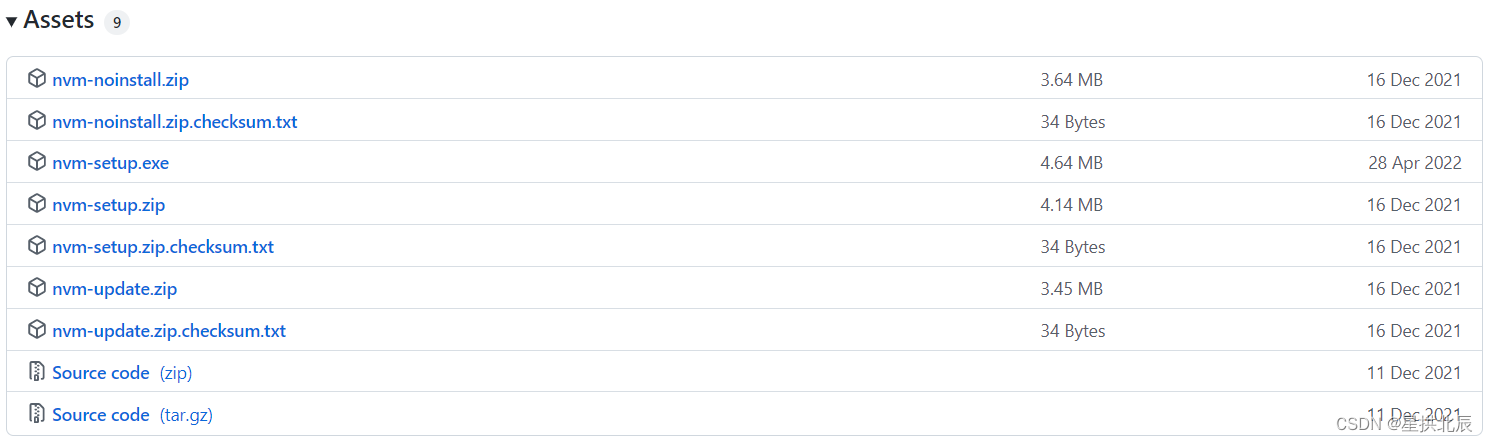 Assets 9
nvm-noinstall.zip 3.64 MB 16 Dec 2021
nvm-noinstall.zip.checksum.txt 34 Bytes 16 Dec 2021
nvm-setup.exe 4.64 MB 28 Apr 2022
nvm-setup.zip 4.14 MB 16 Dec 2021
nvm-setup.zip.checksum.txt 34 Bytes 16 Dec 2021
nvm-update.zip 3.45 MB 16 Dec 2021
nvm-update.zip.checksum.txt 34 Bytes 16 Dec 2021
Source code (zip) 11 Dec 2021
Source code (tar.gz) 11 Dec 2021
CSDN @星拱北辰